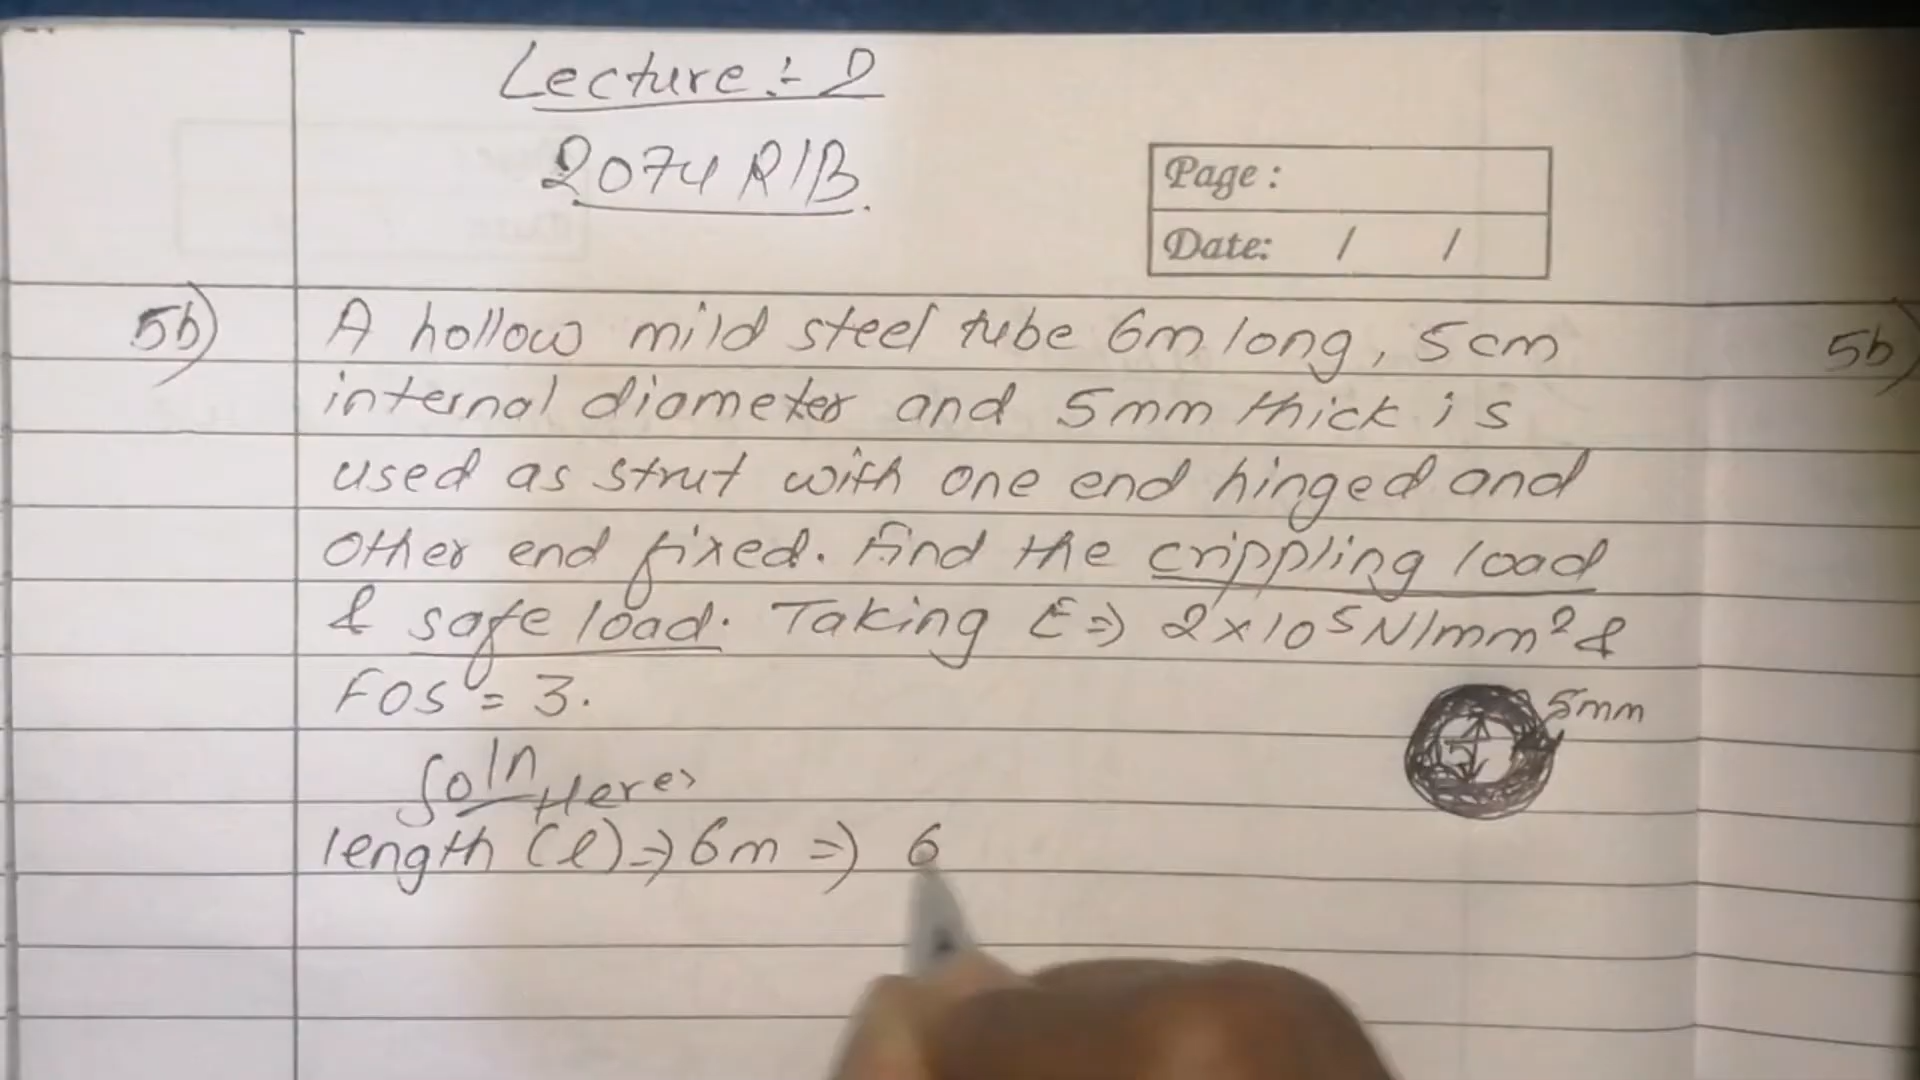 Lecture :- 2
2074 R/B.
Page :
Date: / /
5b) A hollow mild steel tube 6m long, 5cm
internal diameter and 5mm thick is
used as strut with one end hinged and
other end fixed. Find the crippling load
& safe load. Taking E => 2x10⁵N/mm² &
FOS = 3.
5mm
5
Soln Here,
length (l) => 6m => 6
5b)